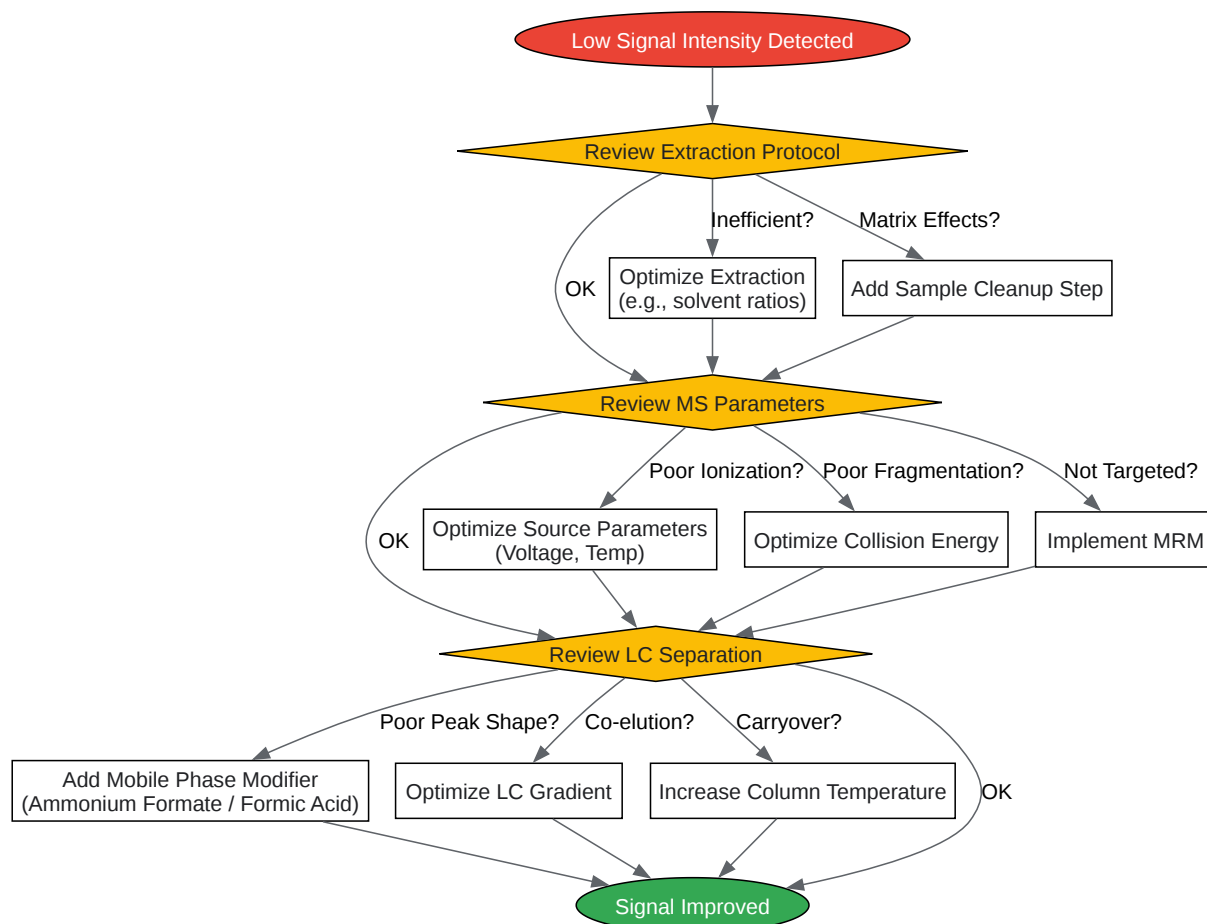 Low Signal Intensity Detected
Review Extraction Protocol
Inefficient?
Matrix Effects?
OK
Optimize Extraction
(e.g., solvent ratios)
Add Sample Cleanup Step
Review MS Parameters
Poor Ionization?
Poor Fragmentation?
Not Targeted?
OK
Optimize Source Parameters
(Voltage, Temp)
Optimize Collision Energy
Implement MRM
Review LC Separation
Poor Peak Shape?
Co-elution?
Carryover?
OK
Add Mobile Phase Modifier
(Ammonium Formate / Formic Acid)
Optimize LC Gradient
Increase Column Temperature
Signal Improved